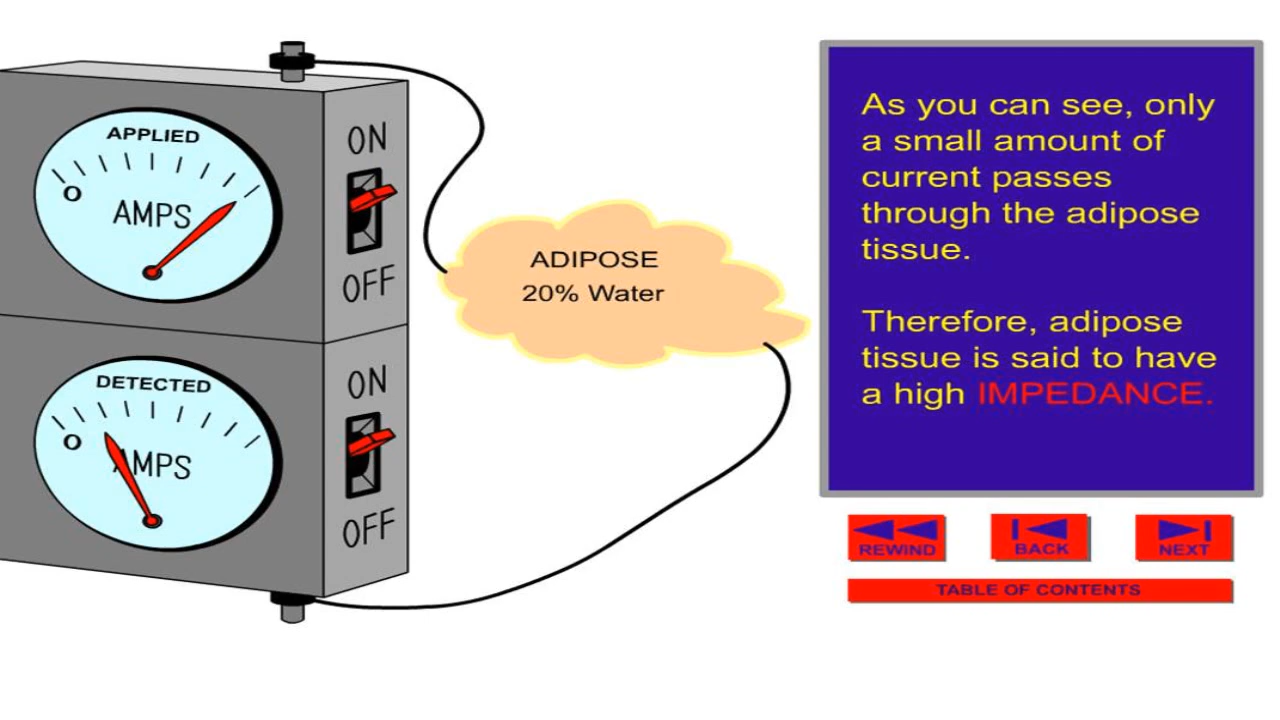 APPLIED
O
AMPS
ON
OFF
DETECTED
O
AMPS
ON
OFF
ADIPOSE
20% Water
As you can see, only
a small amount of
current passes
through the adipose
tissue.
Therefore, adipose
tissue is said to have
a high IMPEDANCE.
REWIND
BACK
NEXT
TABLE OF CONTENTS